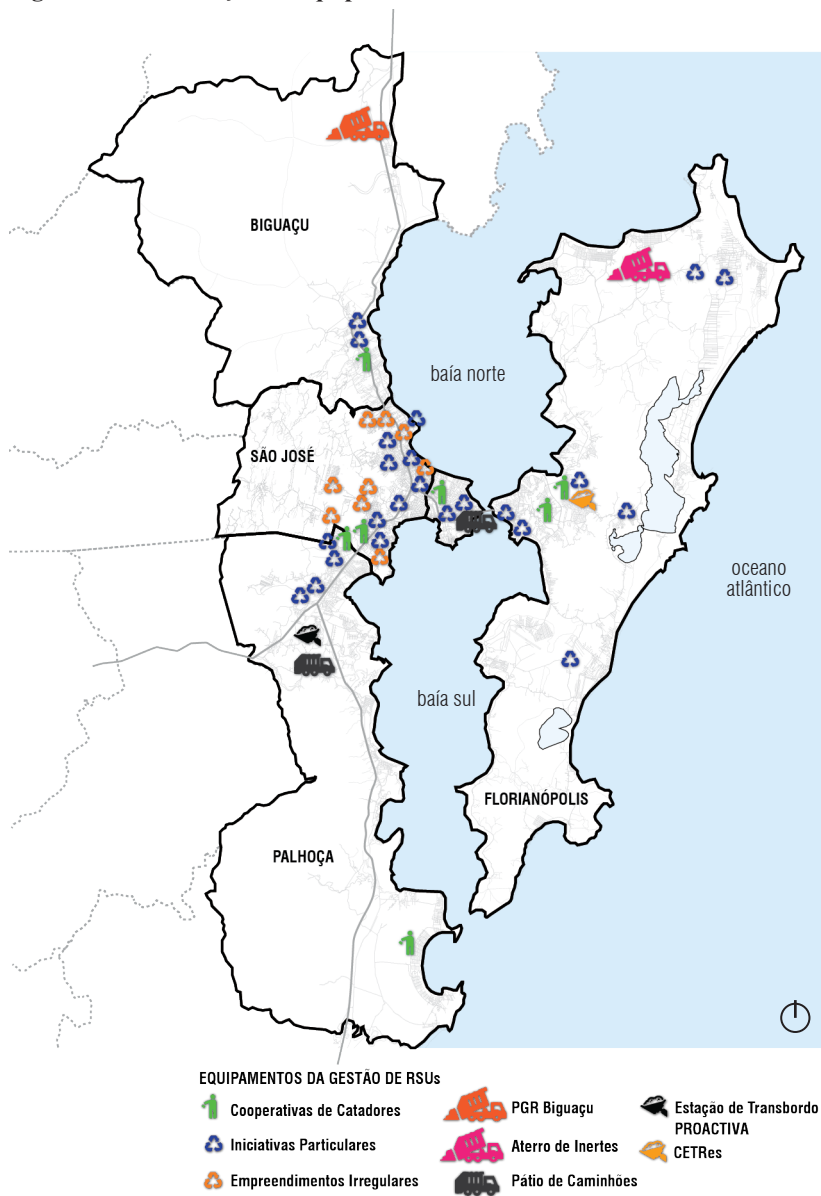 BIGUAÇU
baía norte
SÃO JOSÉ
oceano
atlântico
baía sul
FLORIANÓPOLIS
PALHOÇA
EQUIPAMENTOS DA GESTÃO DE RSUs
Cooperativas de Catadores
Iniciativas Particulares
Empreendimentos Irregulares
PGR Biguaçu
Aterro de Inertes
Pátio de Caminhões
Estação de Transbordo
PROACTIVA
CETRes